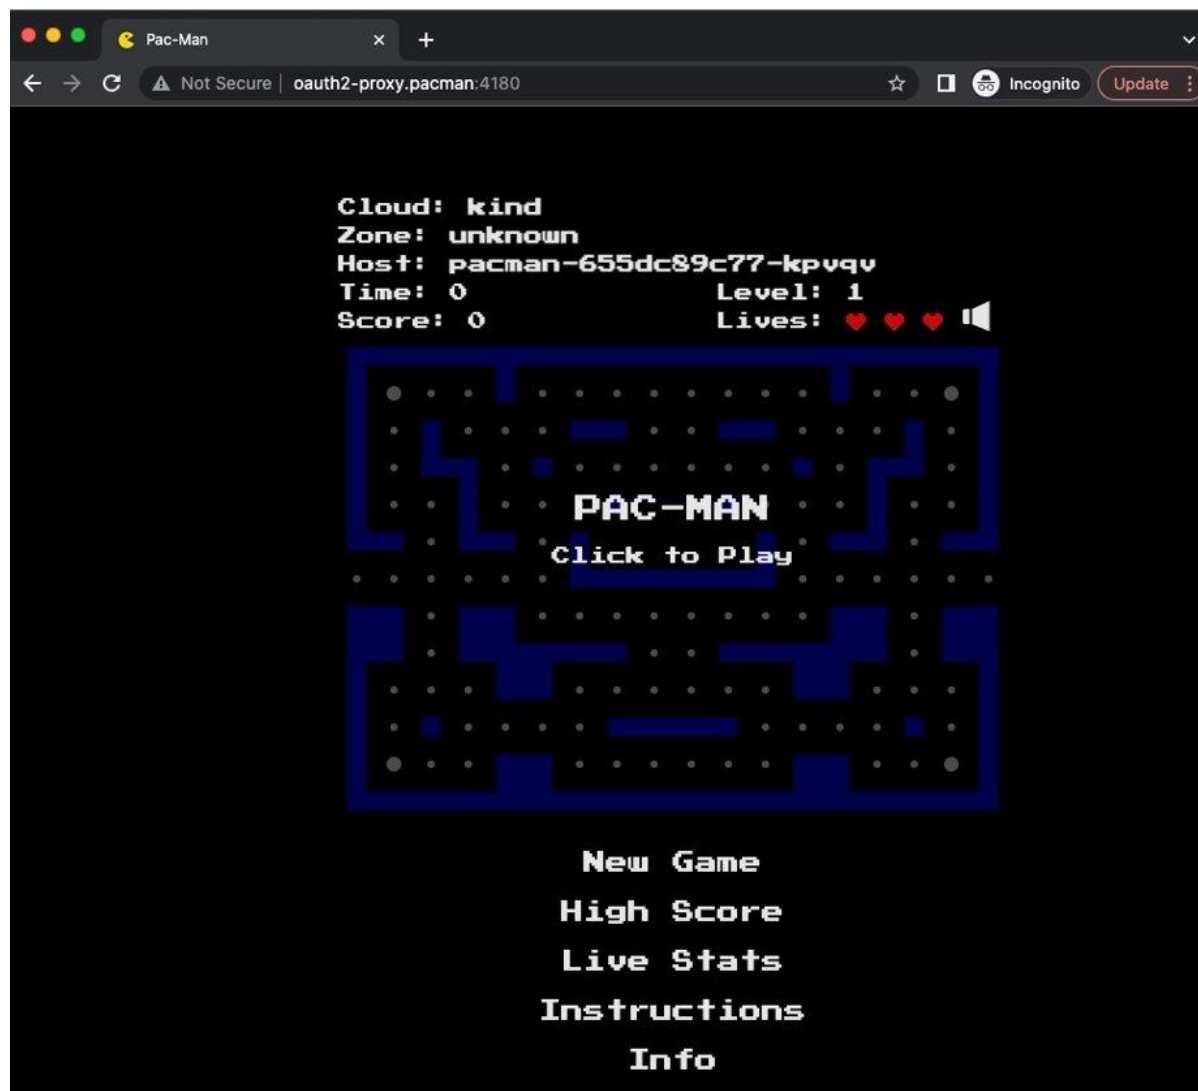 Pac-Man
Not Secure | oauth2-proxy.pacman:4180 Incognito Update
Cloud: kind
Zone: unknown
Host: pacman-655dc89c77-kpvqv
Time: 0 Level: 1
Score: 0 Lives:
PAC-MAN
Click to Play
New Game
High Score
Live Stats
Instructions
Info